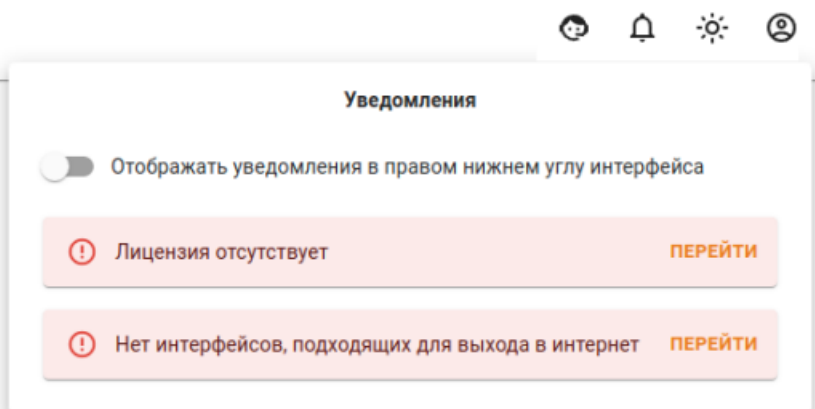 Уведомления
Отображать уведомления в правом нижнем углу интерфейса
Лицензия отсутствует ПЕРЕЙТИ
Нет интерфейсов, подходящих для выхода в интернет ПЕРЕЙТИ